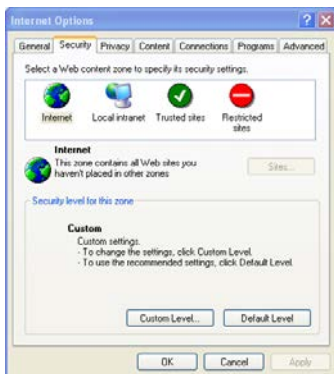 Internet Options
General Security Privacy Content Connections Programs Advanced
Select a Web content zone to specify its security settings.
Internet Local intranet Trusted sites Restricted sites
Internet
This zone contains all Web sites you
haven't placed in other zones
Sites...
Security level for this zone
Custom
Custom settings.
- To change the settings, click Custom Level.
- To use the recommended settings, click Default Level.
Custom Level... Default Level
OK Cancel Apply